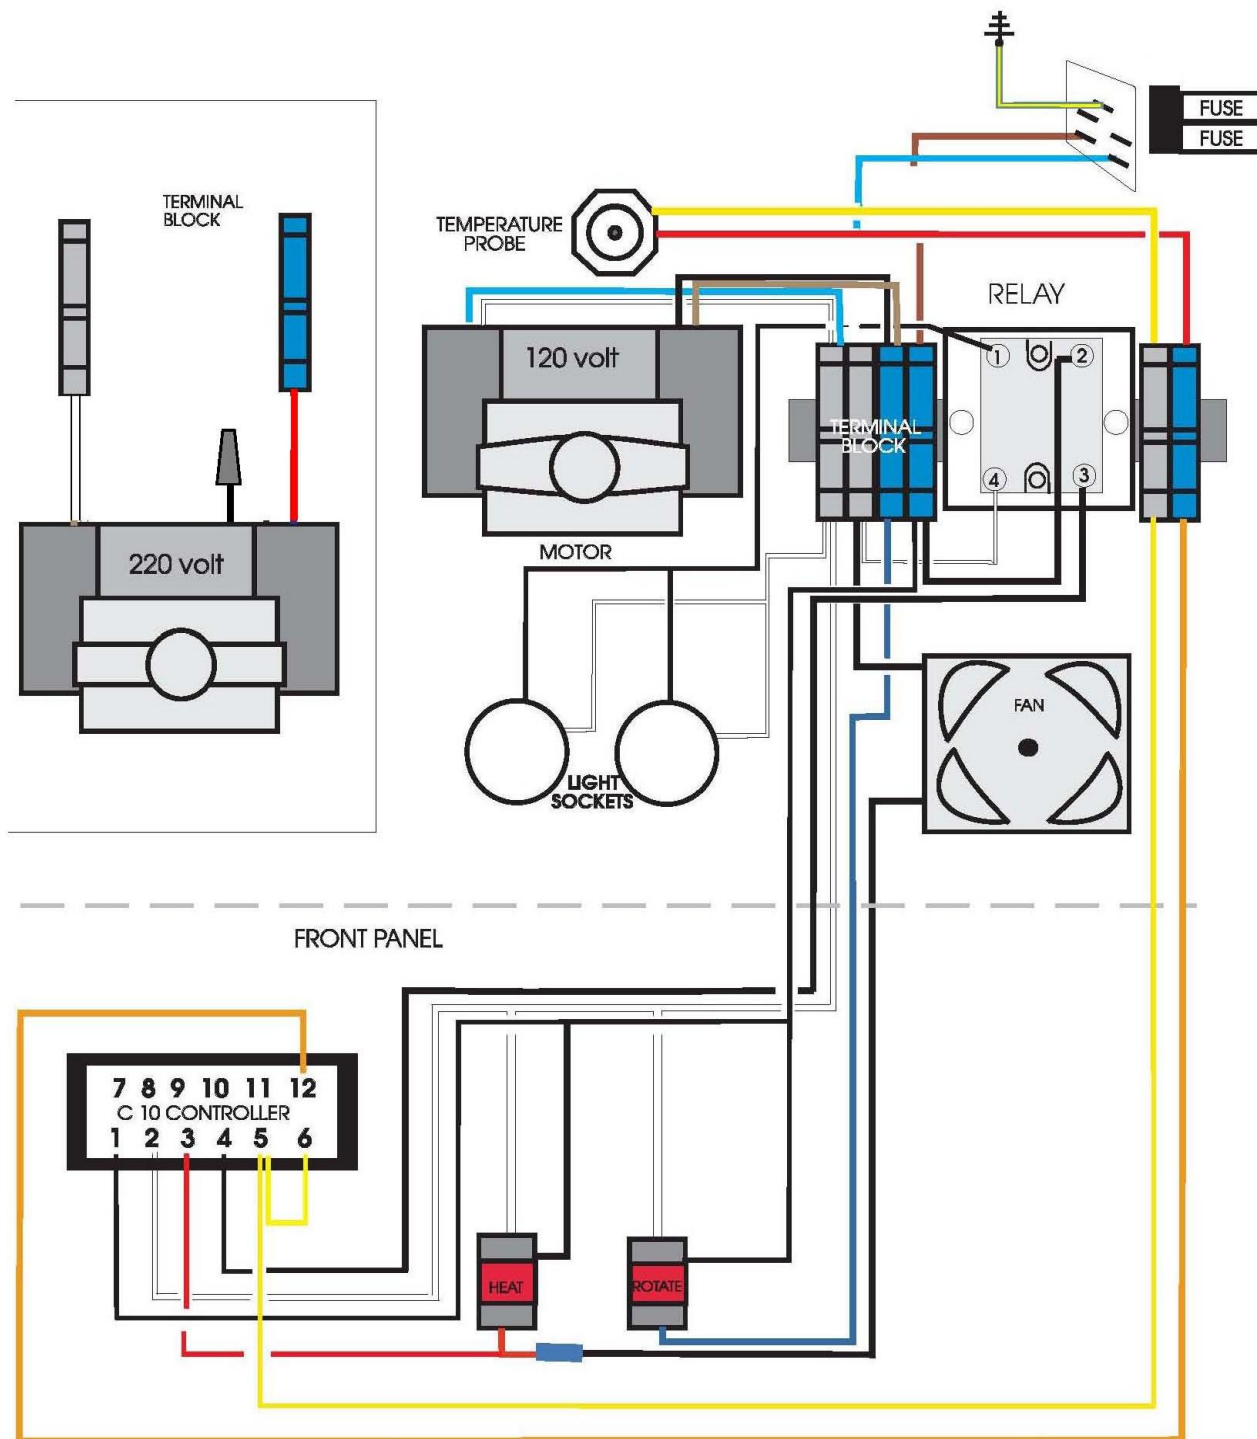 FUSE
FUSE
TERMINAL
BLOCK
TEMPERATURE
PROBE
RELAY
120 volt
1
2
TERMINAL
BLOCK
4
3
220 volt
MOTOR
FAN
LIGHT
SOCKETS
FRONT PANEL
7 8 9 10 11 12
C 10 CONTROLLER
1 2 3 4 5 6
HEAT
ROTATE